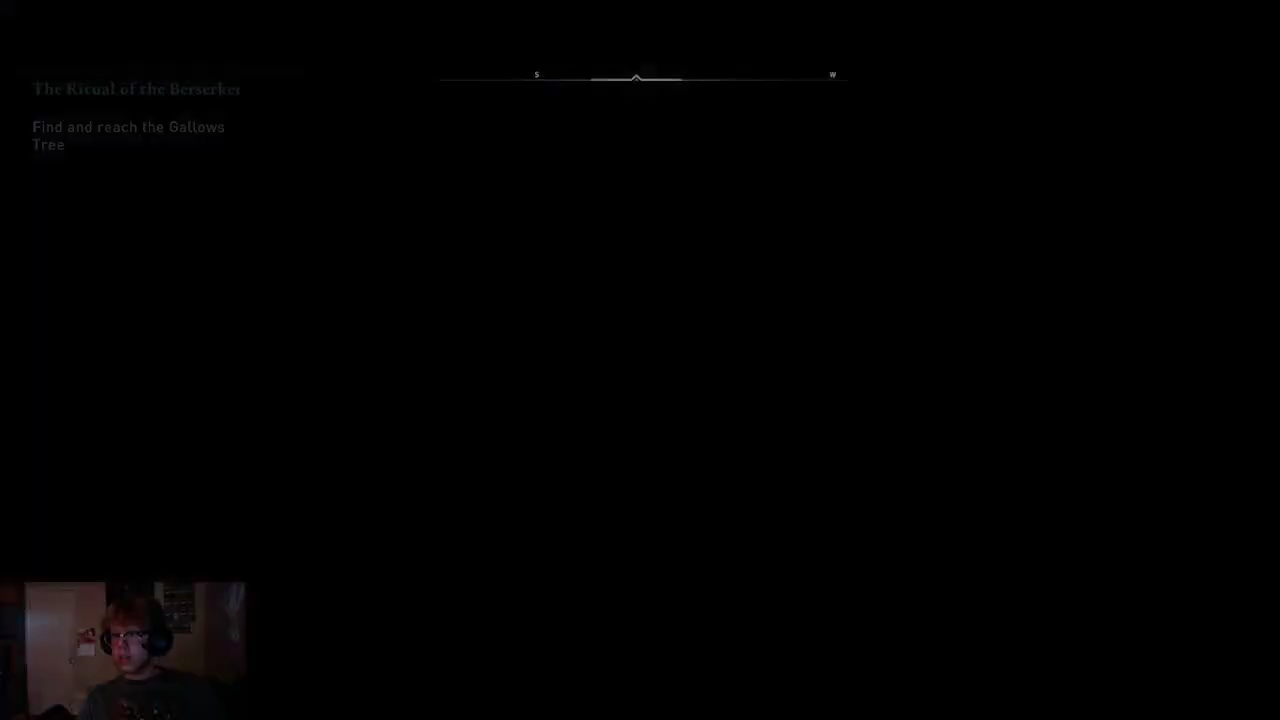 S
W
The Ritual of the Berserker
Find and reach the Gallows
Tree